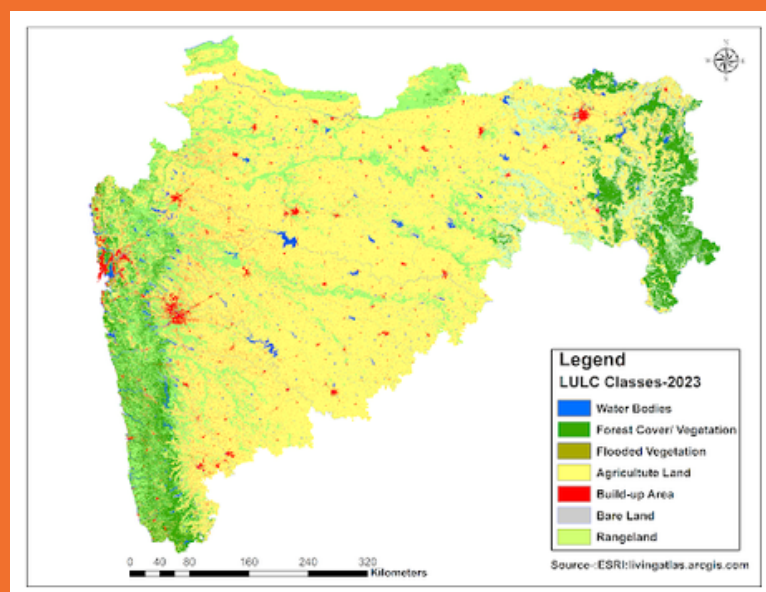 N
Legend
LULC Classes-2023
Water Bodies
Forest Cover/ Vegatation
Flooded Vegetation
Agricultute Land
Build-up Area
Bare Land
Rangeland
0 40 80 160 240 320
Kilometers
Source-:ESRI:livingatlas.arcgis.com